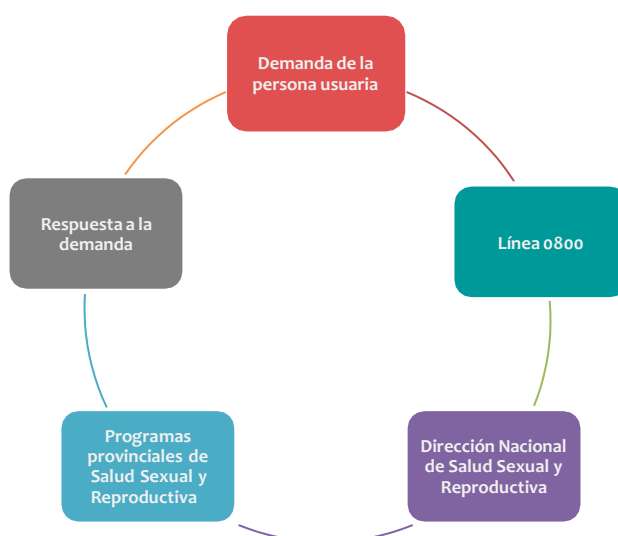 Demanda de la
persona usuaria
Línea 0800
Dirección Nacional
de Salud Sexual y
Reproductiva
Programas
provinciales de
Salud Sexual y
Reproductiva
Respuesta a la
demanda